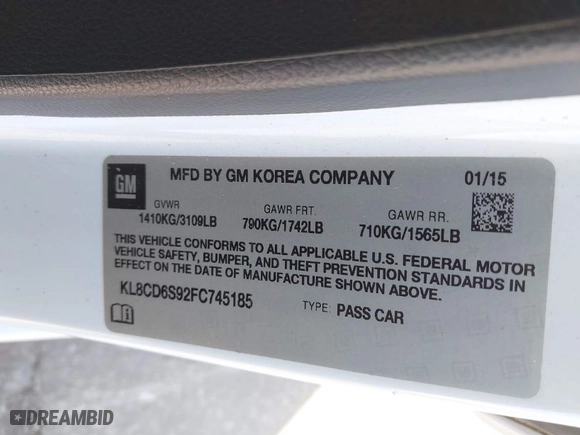 GM
MFD BY GM KOREA COMPANY 01/15
GVWR GAWR FRT. GAWR RR.
1410KG/3109LB 790KG/1742LB 710KG/1565LB
THIS VEHICLE CONFORMS TO ALL APPLICABLE U.S. FEDERAL MOTOR
VEHICLE SAFETY, BUMPER, AND THEFT PREVENTION STANDARDS IN
EFFECT ON THE DATE OF MANUFACTURE SHOWN ABOVE.
KL8CD6S92FC745185 TYPE: PASS CAR
DREAMBID